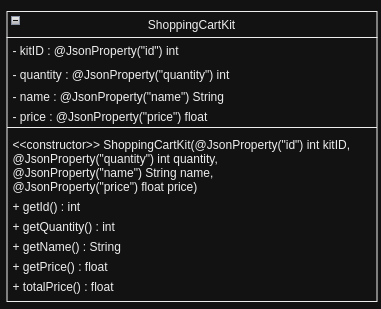 ShoppingCartKit
- kitID : @JsonProperty("id") int
- quantity : @JsonProperty("quantity") int
- name : @JsonProperty("name") String
- price : @JsonProperty("price") float
<<constructor>> ShoppingCartKit(@JsonProperty("id") int kitID,
@JsonProperty("quantity") int quantity,
@JsonProperty("name") String name,
@JsonProperty("price") float price)
+ getId() : int
+ getQuantity() : int
+ getName() : String
+ getPrice() : float
+ totalPrice() : float